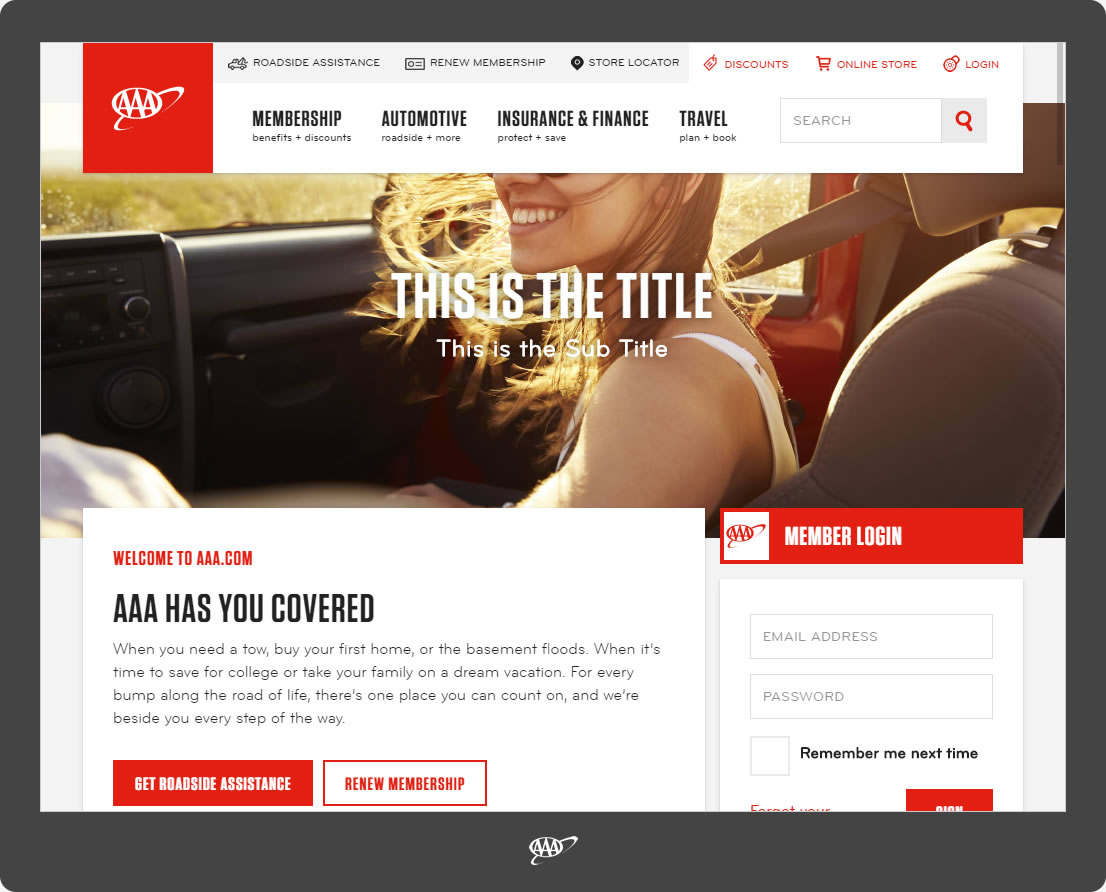 AAA
ROADSIDE ASSISTANCE
RENEW MEMBERSHIP
STORE LOCATOR
DISCOUNTS
ONLINE STORE
LOGIN
MEMBERSHIP
benefits + discounts
AUTOMOTIVE
roadside + more
INSURANCE & FINANCE
protect + save
TRAVEL
plan + book
SEARCH
THIS IS THE TITLE
This is the Sub Title
WELCOME TO AAA.COM
AAA HAS YOU COVERED
When you need a tow, buy your first home, or the basement floods. When it's
time to save for college or take your family on a dream vacation. For every
bump along the road of life, there's one place you can count on, and we're
beside you every step of the way.
GET ROADSIDE ASSISTANCE
RENEW MEMBERSHIP
AAA
MEMBER LOGIN
EMAIL ADDRESS
PASSWORD
Remember me next time
Forgot your
SIGN
AAA